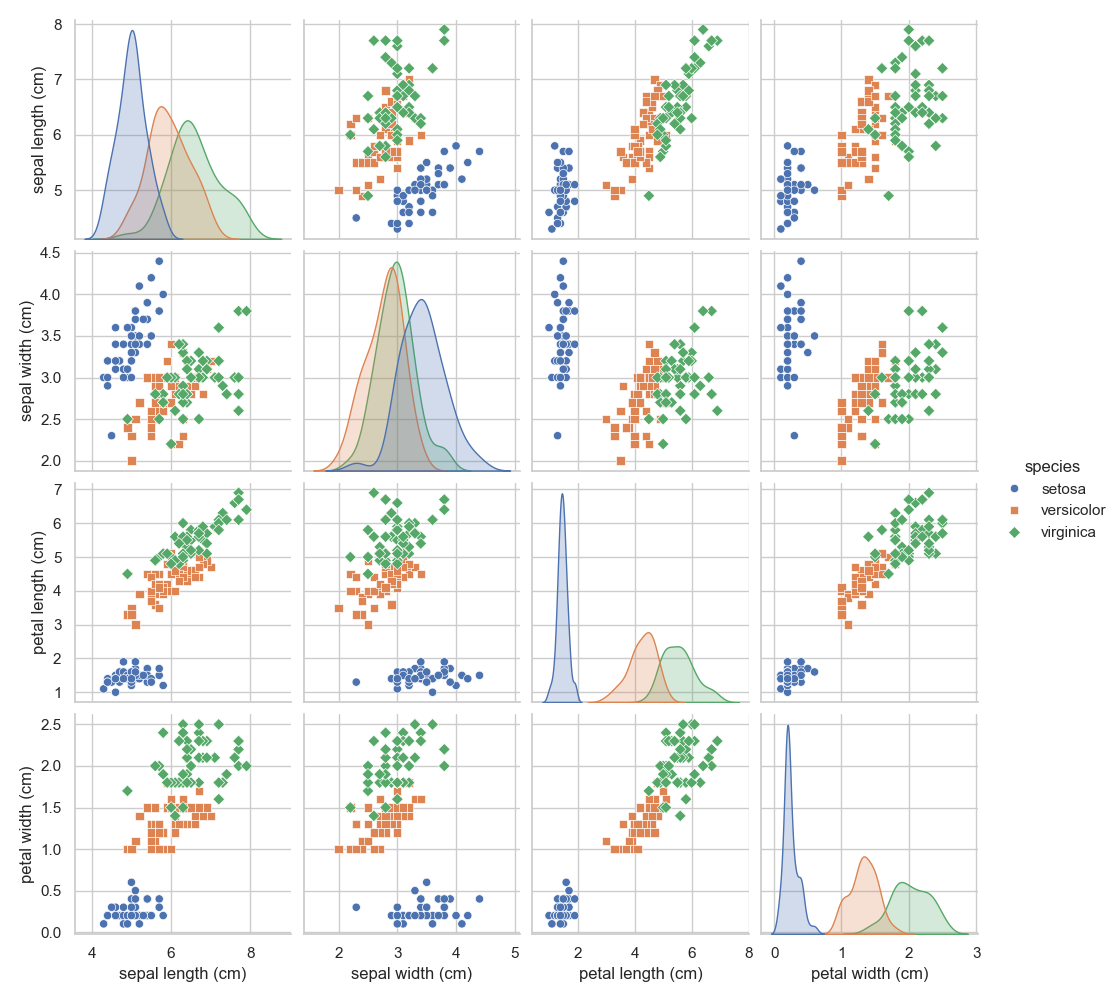 8
7
6
5
sepal length (cm)
4.5
4.0
3.5
3.0
2.5
2.0
sepal width (cm)
species
setosa
versicolor
virginica
7
6
5
4
3
2
1
petal length (cm)
2.5
2.0
1.5
1.0
0.5
0.0
petal width (cm)
4 6 8 2 3 4 5 2 4 6 8 0 1 2 3
sepal length (cm) sepal width (cm) petal length (cm) petal width (cm)